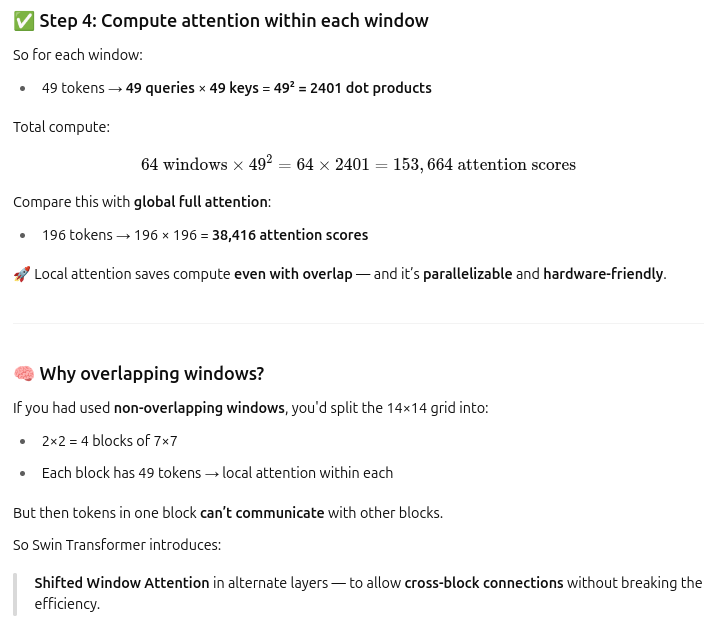 ✅ Step 4: Compute attention within each window
So for each window:
• 49 tokens → 49 queries × 49 keys = 49² = 2401 dot products
Total compute:
64 windows × 49² = 64 × 2401 = 153,664 attention scores
Compare this with global full attention:
• 196 tokens → 196 × 196 = 38,416 attention scores
🚀 Local attention saves compute even with overlap — and it's parallelizable and hardware-friendly.
🧠 Why overlapping windows?
If you had used non-overlapping windows, you'd split the 14×14 grid into:
• 2×2 = 4 blocks of 7×7
• Each block has 49 tokens → local attention within each
But then tokens in one block can't communicate with other blocks.
So Swin Transformer introduces:
Shifted Window Attention in alternate layers — to allow cross-block connections without breaking the
efficiency.